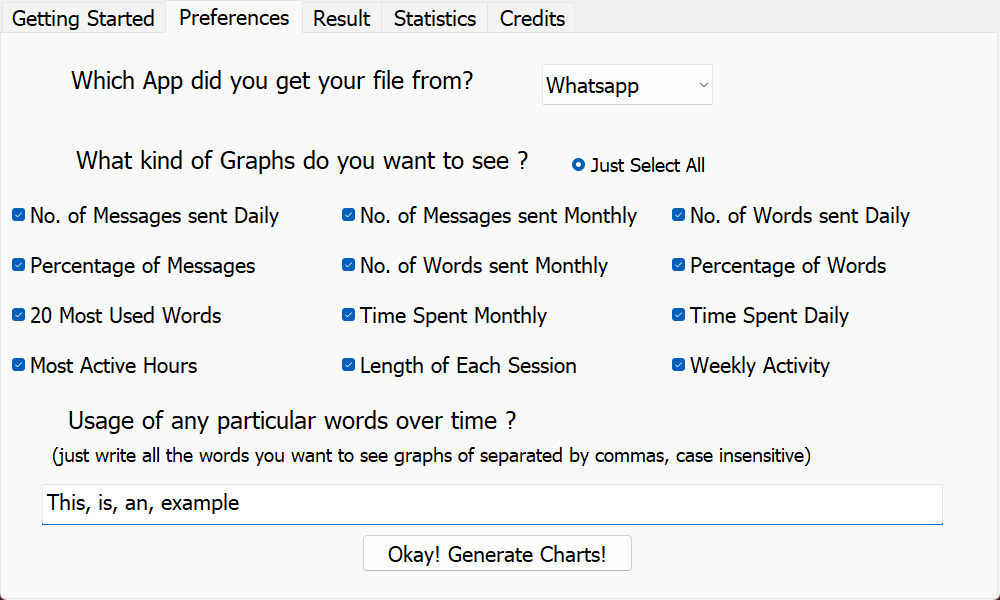 Getting Started Preferences Result Statistics Credits
Which App did you get your file from? Whatsapp
What kind of Graphs do you want to see ? Just Select All
No. of Messages sent Daily No. of Messages sent Monthly No. of Words sent Daily
Percentage of Messages No. of Words sent Monthly Percentage of Words
20 Most Used Words Time Spent Monthly Time Spent Daily
Most Active Hours Length of Each Session Weekly Activity
Usage of any particular words over time ?
(just write all the words you want to see graphs of separated by commas, case insensitive)
This, is, an, example
Okay! Generate Charts!